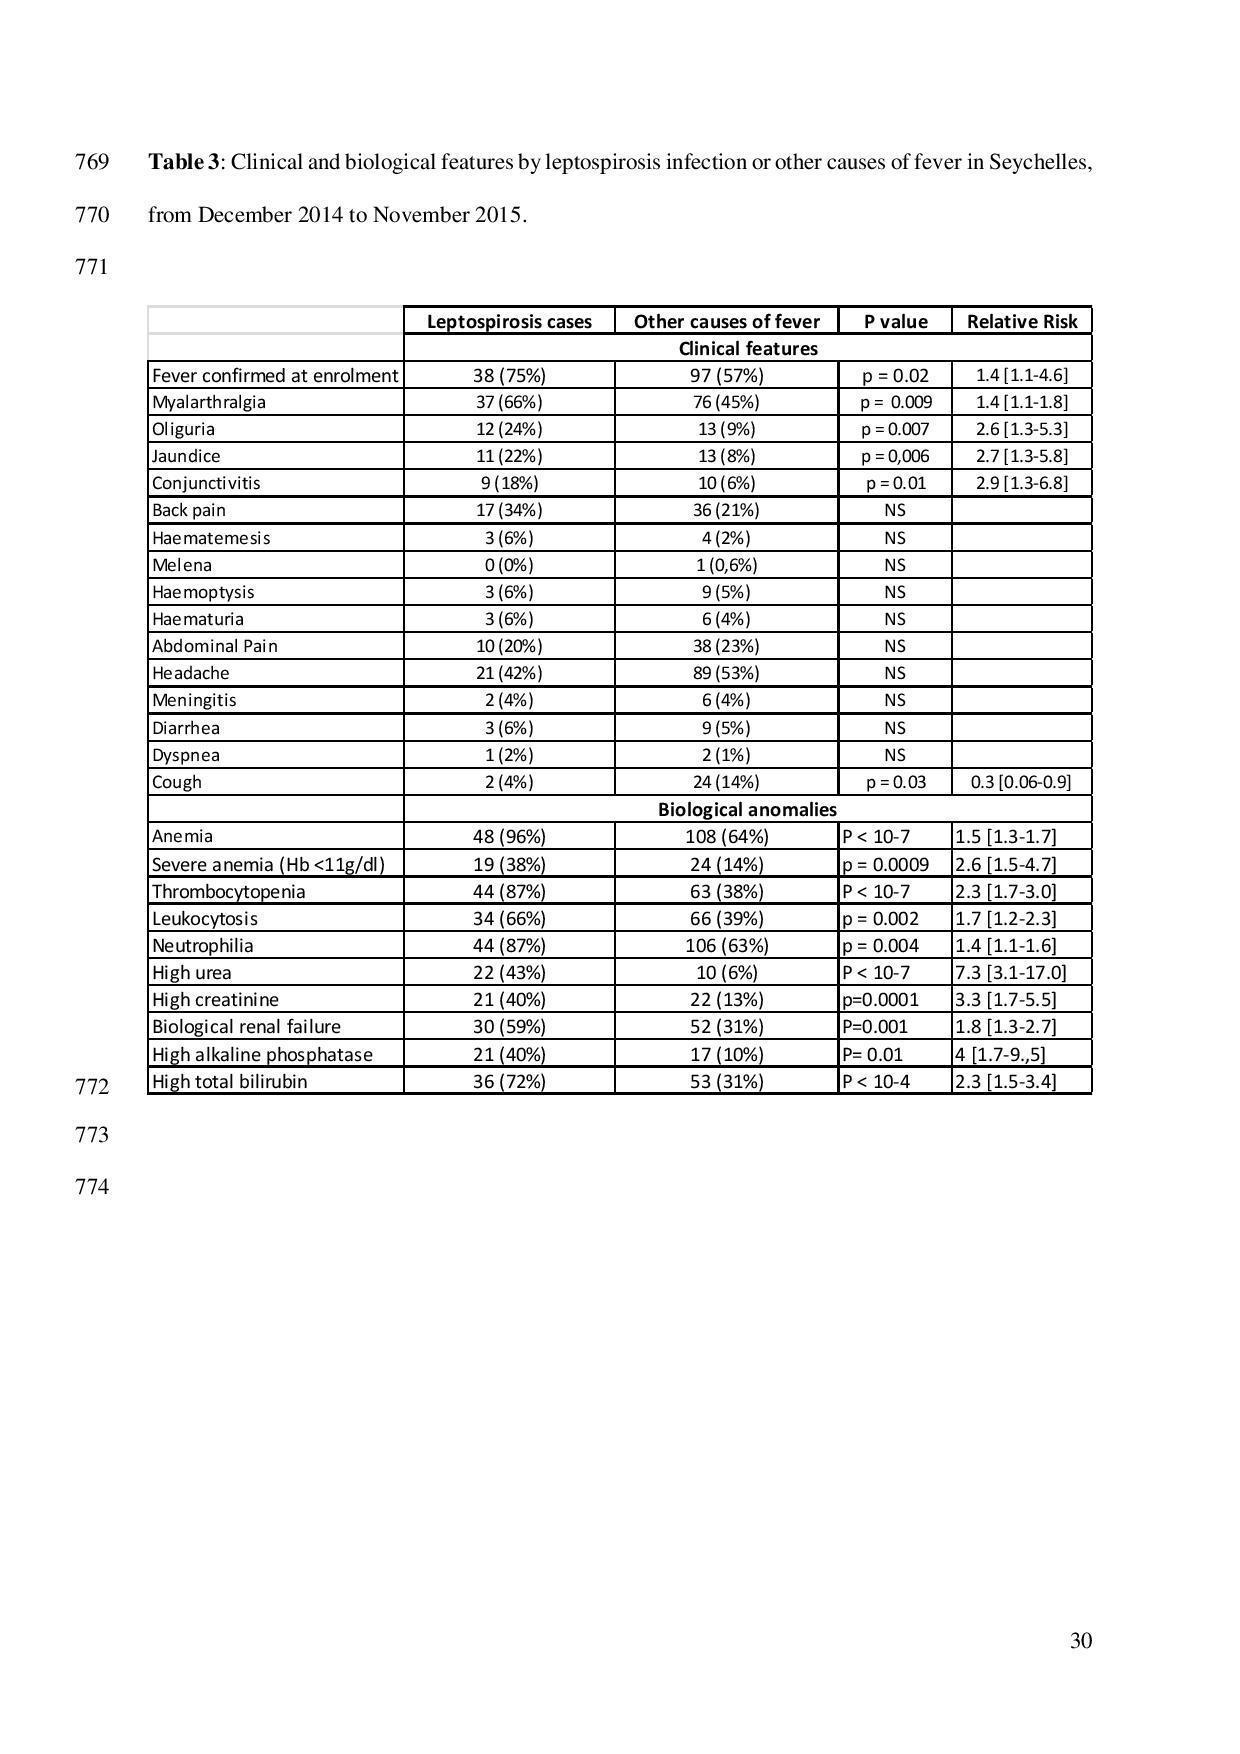 769 Table 3: Clinical and biological features by leptospirosis infection or other causes of fever in Seychelles,
770 from December 2014 to November 2015.
771
Leptospirosis cases Other causes of fever P value Relative Risk
Clinical features
Fever confirmed at enrolment 38 (75%) 97 (57%) p = 0.02 1.4 [1.1-4.6]
Myalarthralgia 37 (66%) 76 (45%) p = 0.009 1.4 [1.1-1.8]
Oliguria 12 (24%) 13 (9%) p = 0.007 2.6 [1.3-5.3]
Jaundice 11 (22%) 13 (8%) p = 0,006 2.7 [1.3-5.8]
Conjunctivitis 9 (18%) 10 (6%) p = 0.01 2.9 [1.3-6.8]
Back pain 17 (34%) 36 (21%) NS
Haematemesis 3 (6%) 4 (2%) NS
Melena 0 (0%) 1 (0,6%) NS
Haemoptysis 3 (6%) 9 (5%) NS
Haematuria 3 (6%) 6 (4%) NS
Abdominal Pain 10 (20%) 38 (23%) NS
Headache 21 (42%) 89 (53%) NS
Meningitis 2 (4%) 6 (4%) NS
Diarrhea 3 (6%) 9 (5%) NS
Dyspnea 1 (2%) 2 (1%) NS
Cough 2 (4%) 24 (14%) p = 0.03 0.3 [0.06-0.9]
Biological anomalies
Anemia 48 (96%) 108 (64%) P < 10-7 1.5 [1.3-1.7]
Severe anemia (Hb <11g/dl) 19 (38%) 24 (14%) p = 0.0009 2.6 [1.5-4.7]
Thrombocytopenia 44 (87%) 63 (38%) P < 10-7 2.3 [1.7-3.0]
Leukocytosis 34 (66%) 66 (39%) p = 0.002 1.7 [1.2-2.3]
Neutrophilia 44 (87%) 106 (63%) p = 0.004 1.4 [1.1-1.6]
High urea 22 (43%) 10 (6%) P < 10-7 7.3 [3.1-17.0]
High creatinine 21 (40%) 22 (13%) p=0.0001 3.3 [1.7-5.5]
Biological renal failure 30 (59%) 52 (31%) P=0.001 1.8 [1.3-2.7]
High alkaline phosphatase 21 (40%) 17 (10%) P= 0.01 4 [1.7-9.,5]
772 High total bilirubin 36 (72%) 53 (31%) P < 10-4 2.3 [1.5-3.4]
773
774
30